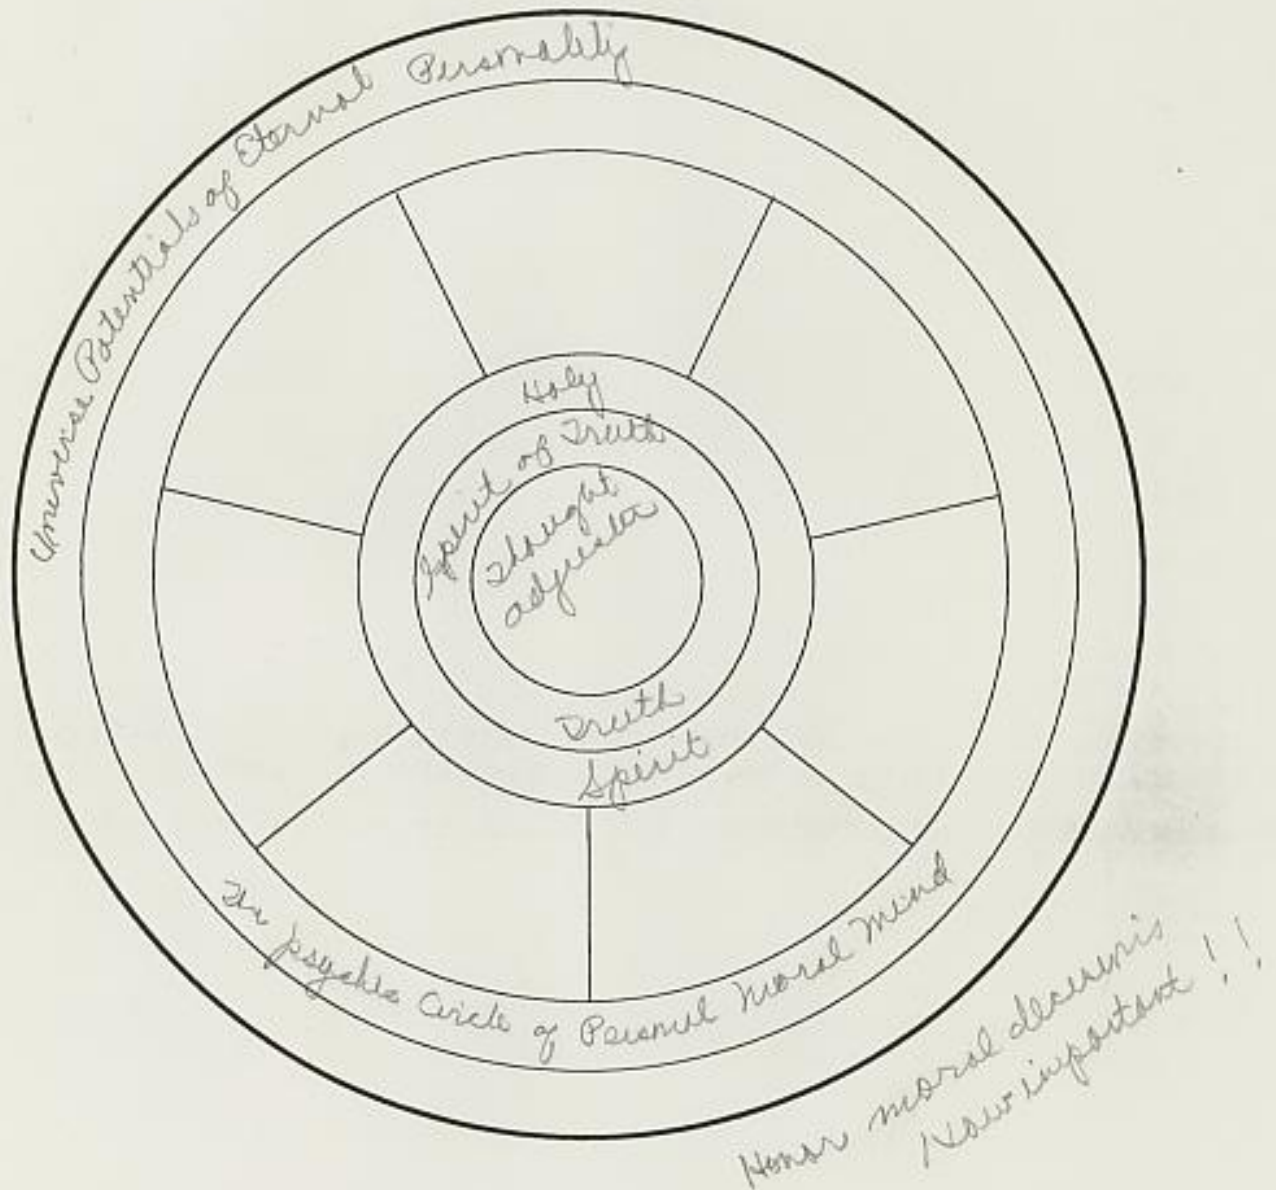 Universe Potentials of Eternal Personality
Holy
Spirit of Truth
Thought
adjuster
Truth
Spirit
The psychic Circle of Personal Moral Mind
Honor moral decisions
How important !!